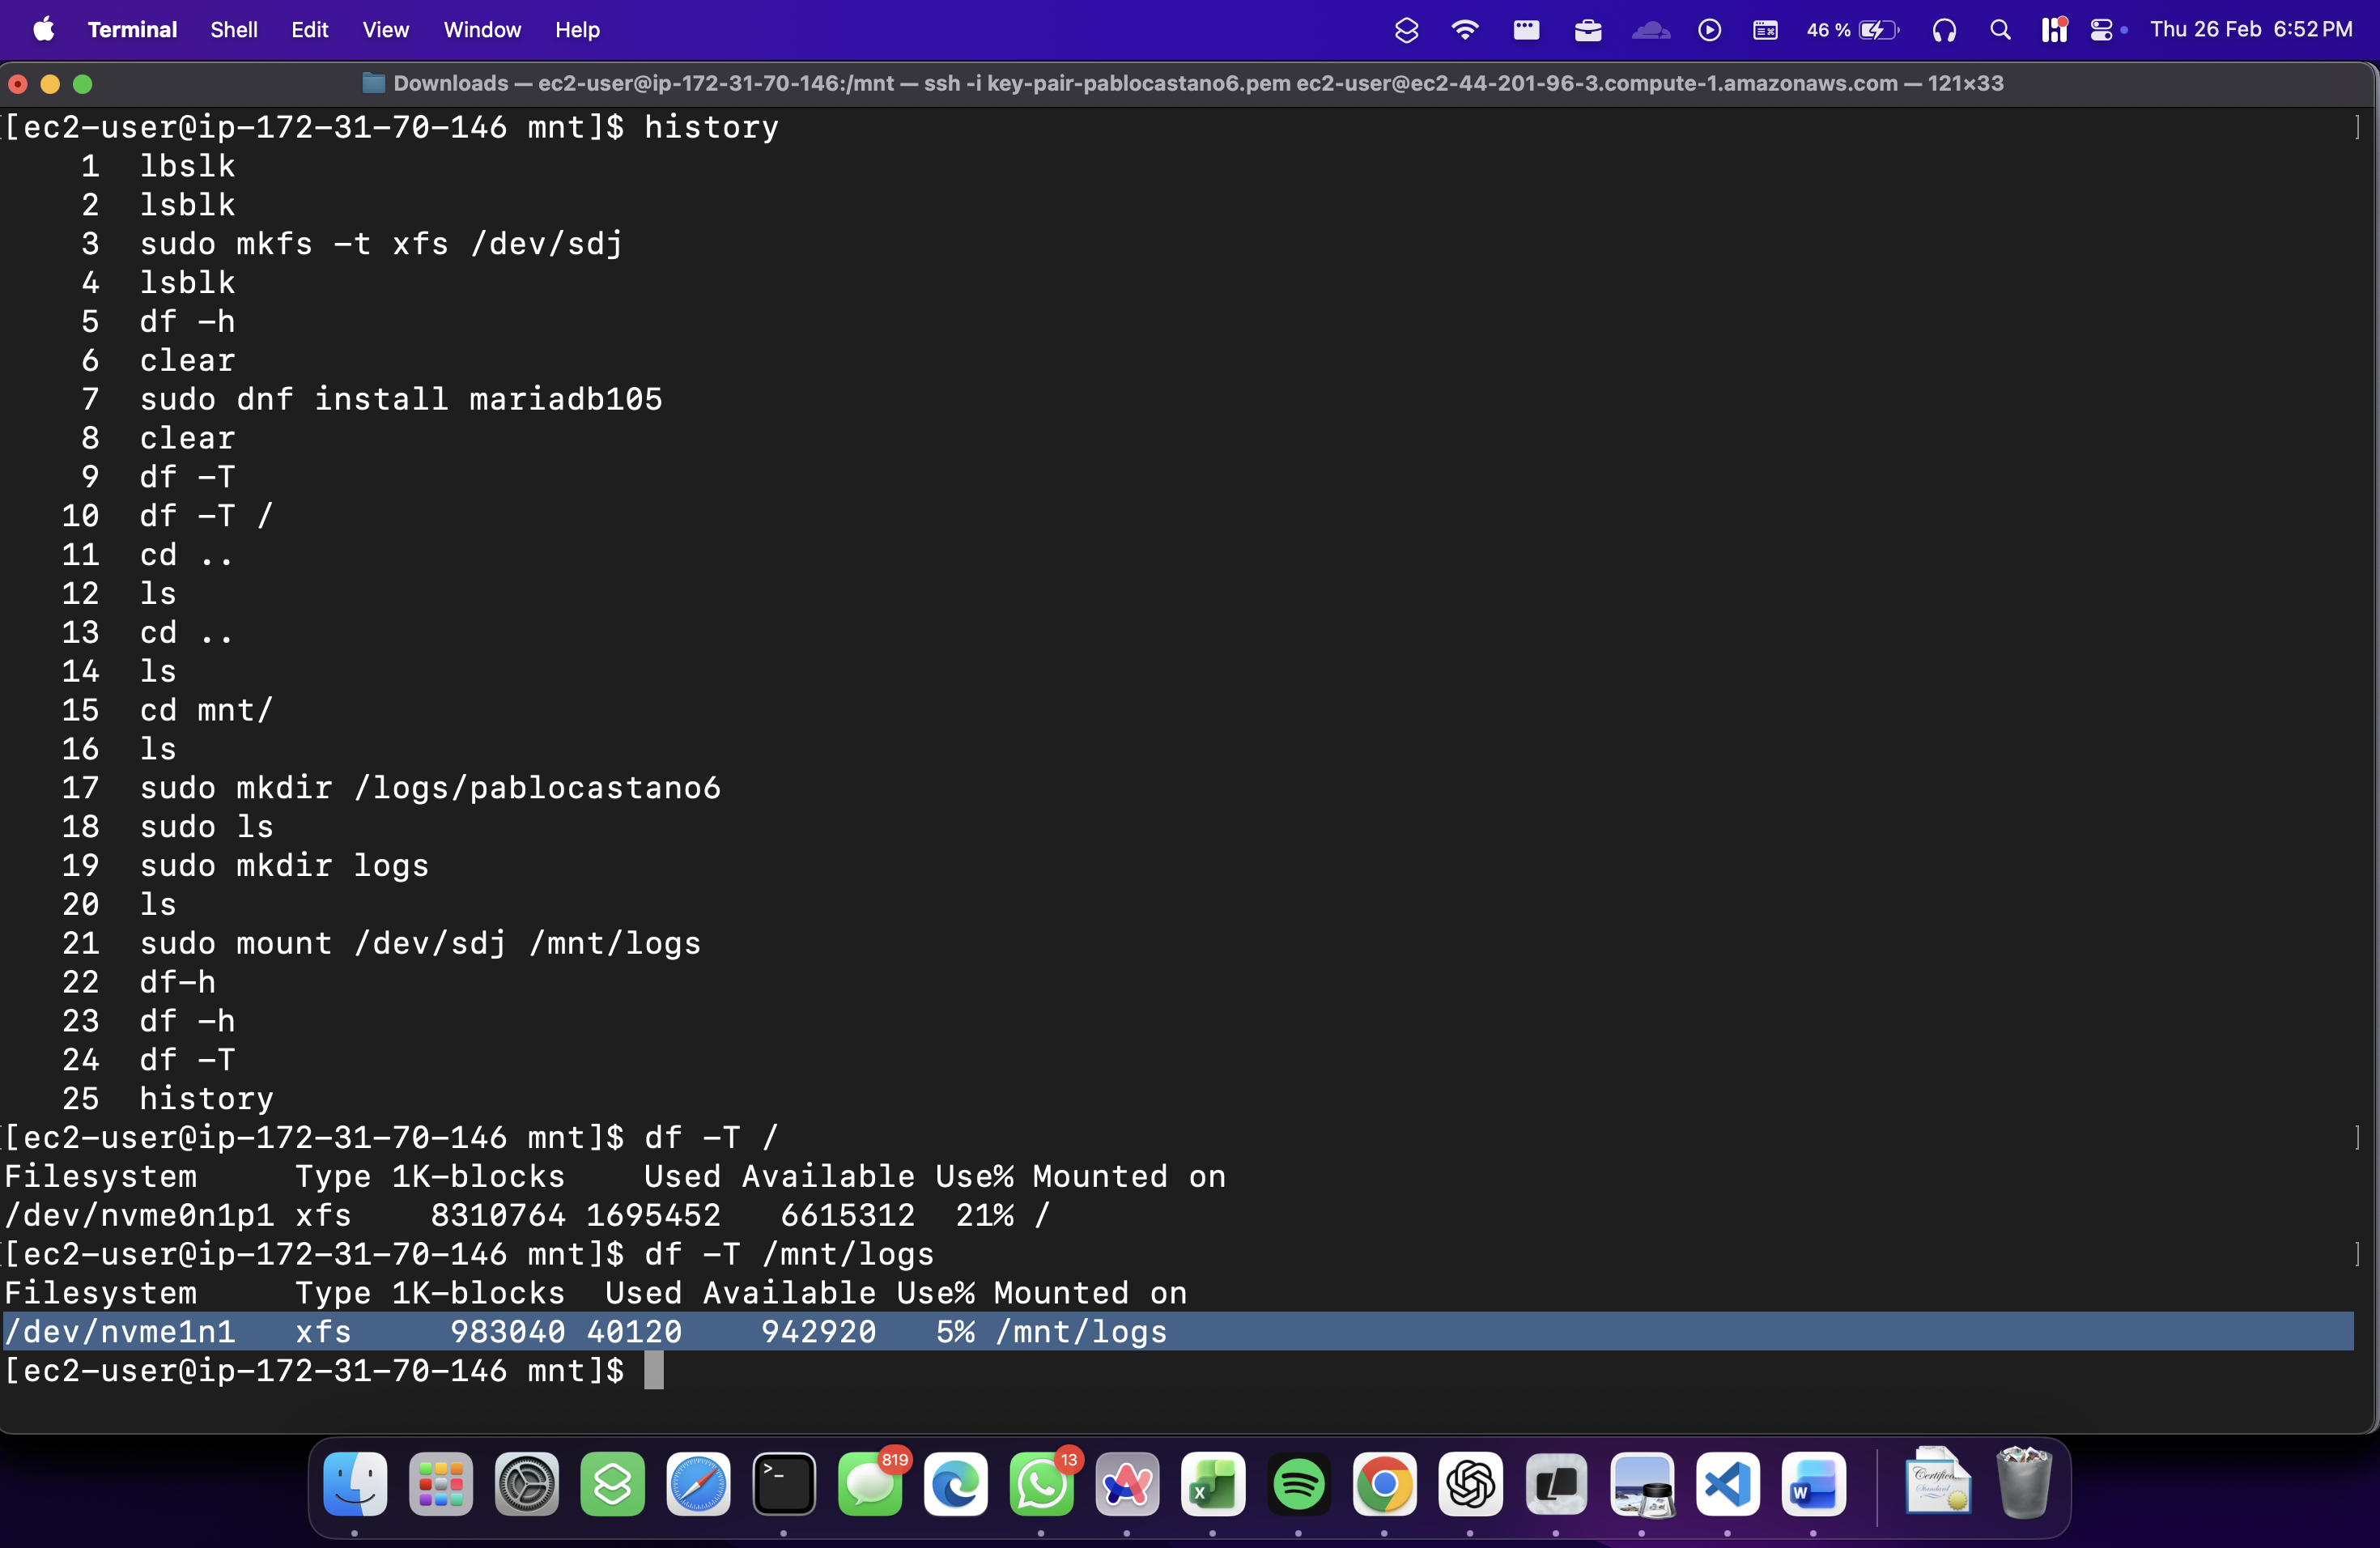 Terminal Shell Edit View Window Help 46 % Thu 26 Feb 6:52 PM
Downloads — ec2-user@ip-172-31-70-146:/mnt — ssh -i key-pair-pablocastano6.pem ec2-user@ec2-44-201-96-3.compute-1.amazonaws.com — 121×33
[[ec2-user@ip-172-31-70-146 mnt]$ history ]
1 lbslk
2 lsblk
3 sudo mkfs -t xfs /dev/sdj
4 lsblk
5 df -h
6 clear
7 sudo dnf install mariadb105
8 clear
9 df -T
10 df -T /
11 cd ..
12 ls
13 cd ..
14 ls
15 cd mnt/
16 ls
17 sudo mkdir /logs/pablocastano6
18 sudo ls
19 sudo mkdir logs
20 ls
21 sudo mount /dev/sdj /mnt/logs
22 df-h
23 df -h
24 df -T
25 history
[[ec2-user@ip-172-31-70-146 mnt]$ df -T / ]
Filesystem Type 1K-blocks Used Available Use% Mounted on
/dev/nvme0n1p1 xfs 8310764 1695452 6615312 21% /
[[ec2-user@ip-172-31-70-146 mnt]$ df -T /mnt/logs ]
Filesystem Type 1K-blocks Used Available Use% Mounted on
/dev/nvme1n1 xfs 983040 40120 942920 5% /mnt/logs
[ec2-user@ip-172-31-70-146 mnt]$
>_ 819 13 X W